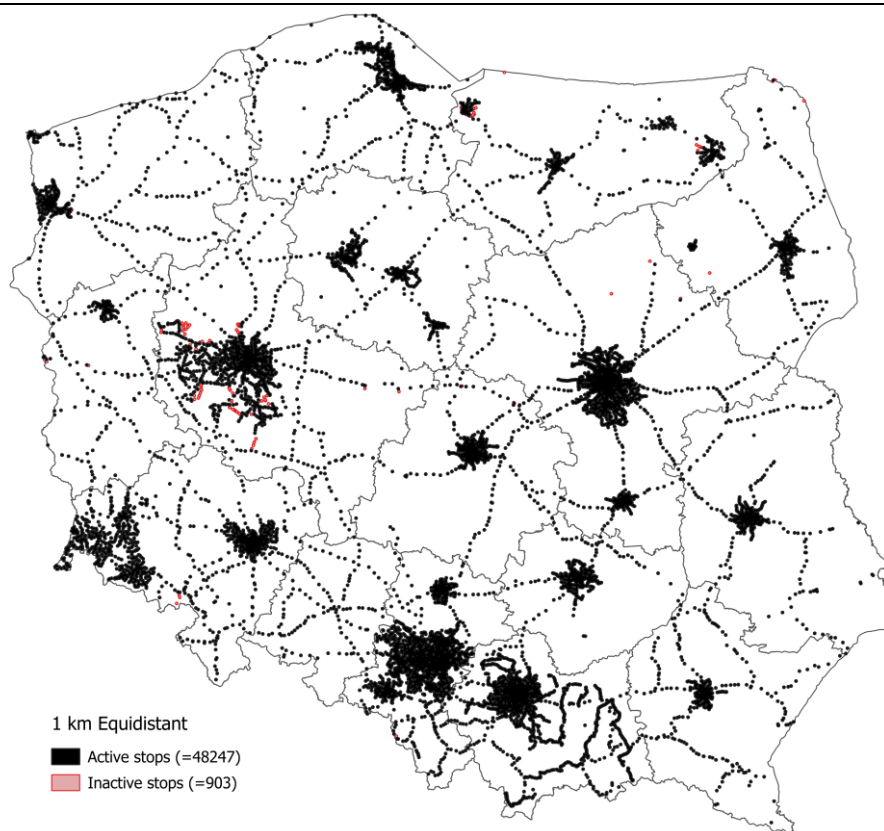 1 km Equidistant
Active stops (=48247)
Inactive stops (=903)